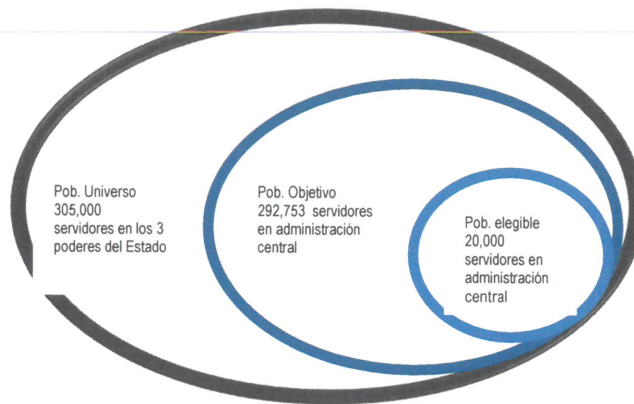 Pob. Universo
305,000
servidores en los 3
poderes del Estado
Pob. Objetivo
292,753 servidores
en administración
central
Pob. elegible
20,000
servidores en
administración
central